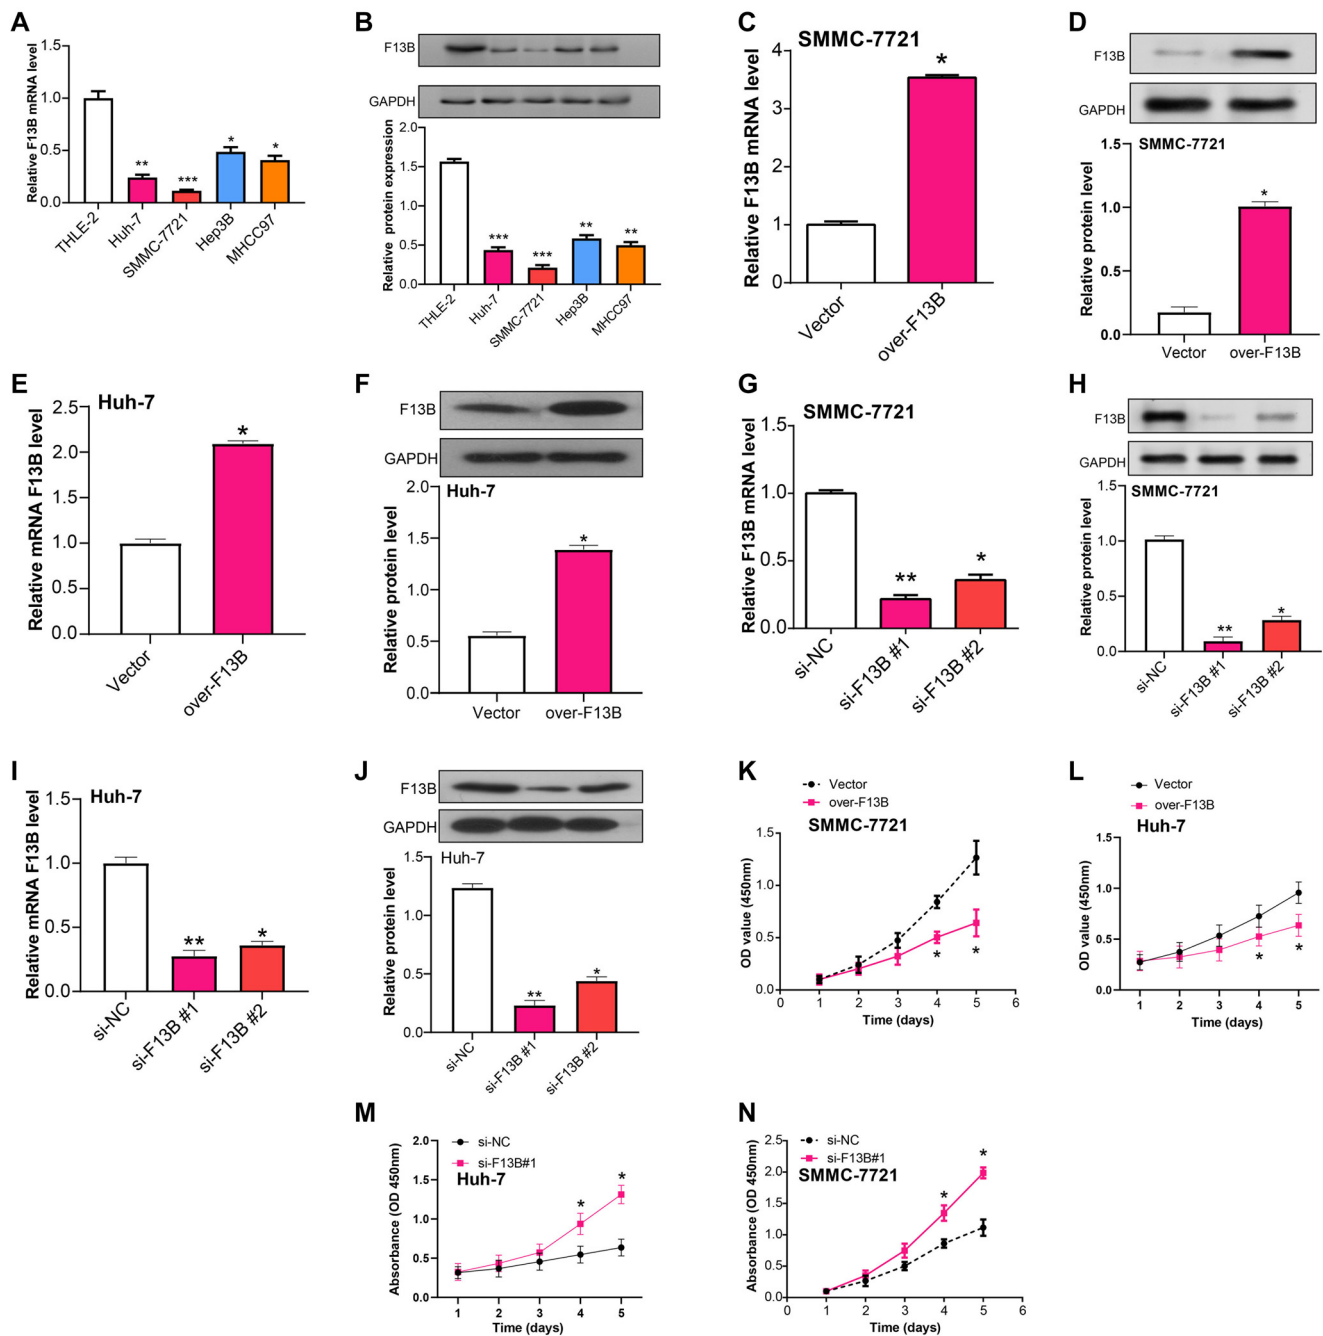 A
Relative F13B mRNA level
1.5
1.0
0.5
0.0
**
***
*
*
THLE-2
Huh-7
SMMC-7721
Hep3B
MHCC97
B
F13B
GAPDH
Relative protein expression
2.0
1.5
1.0
0.5
0.0
***
***
**
**
THLE-2
Huh-7
SMMC-7721
Hep3B
MHCC97
C
SMMC-7721
Relative F13B mRNA level
4
3
2
1
0
*
Vector
over-F13B
D
F13B
GAPDH
SMMC-7721
Relative protein level
1.5
1.0
0.5
0.0
*
Vector
over-F13B
E
Huh-7
Relative mRNA F13B level
2.5
2.0
1.5
1.0
0.5
0.0
*
Vector
over-F13B
F
F13B
GAPDH
Huh-7
Relative protein level
2.0
1.5
1.0
0.5
0.0
*
Vector
over-F13B
G
SMMC-7721
Relative F13B mRNA level
1.5
1.0
0.5
0.0
**
*
si-NC
si-F13B #1
si-F13B #2
H
F13B
GAPDH
SMMC-7721
Relative protein level
1.5
1.0
0.5
0.0
**
*
si-NC
si-F13B #1
si-F13B #2
I
Huh-7
Relative mRNA F13B level
1.5
1.0
0.5
0.0
**
*
si-NC
si-F13B #1
si-F13B #2
J
F13B
GAPDH
Huh-7
Relative protein level
1.5
1.0
0.5
0.0
**
*
si-NC
si-F13B #1
si-F13B #2
K
Vector
over-F13B
SMMC-7721
OD value (450nm)
1.5
1.0
0.5
0.0
* *
0 1 2 3 4 5 6
Time (days)
L
Vector
over-F13B
Huh-7
OD value (450nm)
1.5
1.0
0.5
0.0
* *
1 2 3 4 5
Time (days)
M
si-NC
si-F13B#1
Huh-7
Absorbance (OD 450nm)
2.0
1.5
1.0
0.5
0.0
* *
1 2 3 4 5
Time (days)
N
si-NC
si-F13B#1
SMMC-7721
Absorbance (OD 450nm)
2.5
2.0
1.5
1.0
0.5
0.0
* *
0 1 2 3 4 5 6
Time (days)